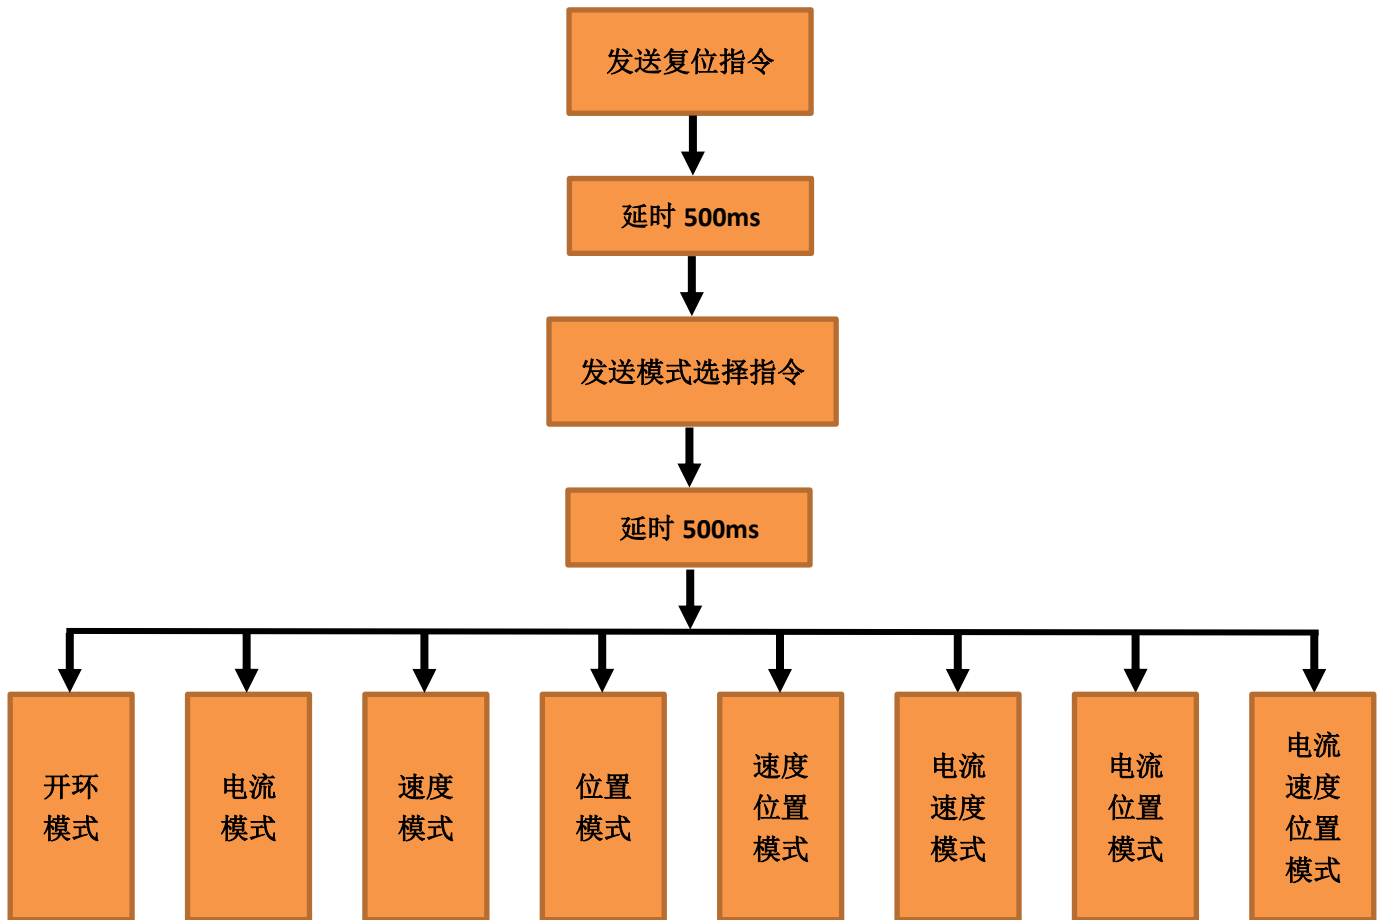 发送复位指令
延时 500ms
发送模式选择指令
延时 500ms
开环
模式
电流
模式
速度
模式
位置
模式
速度
位置
模式
电流
速度
模式
电流
位置
模式
电流
速度
位置
模式